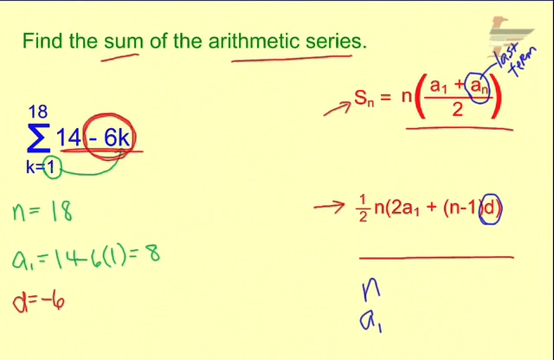 Find the sum of the arithmetic series.
last term
Sn = n(a1 + an / 2)
18
Σ 14 - 6k
k=1
n = 18
½ n(2a1 + (n-1)d)
a1 = 14 - 6(1) = 8
d = -6
n
a1